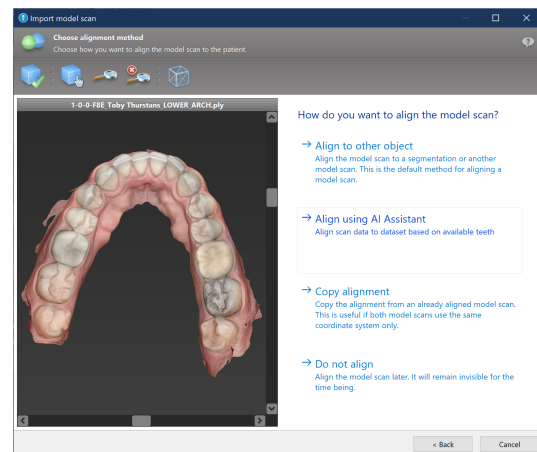 Import model scan
Choose alignment method
Choose how you want to align the model scan to the patient.
1-0-0-F8E_Toby Thurstans_LOWER_ARCH.ply
How do you want to align the model scan?
Align to other object
Align the model scan to a segmentation or another
model scan. This is the default method for aligning a
model scan.
Align using AI Assistant
Align scan data to dataset based on available teeth
Copy alignment
Copy the alignment from an already aligned model scan.
This is useful if both model scans use the same
coordinate system only.
Do not align
Align the model scan later. It will remain invisible for the
time being.
< Back
Cancel